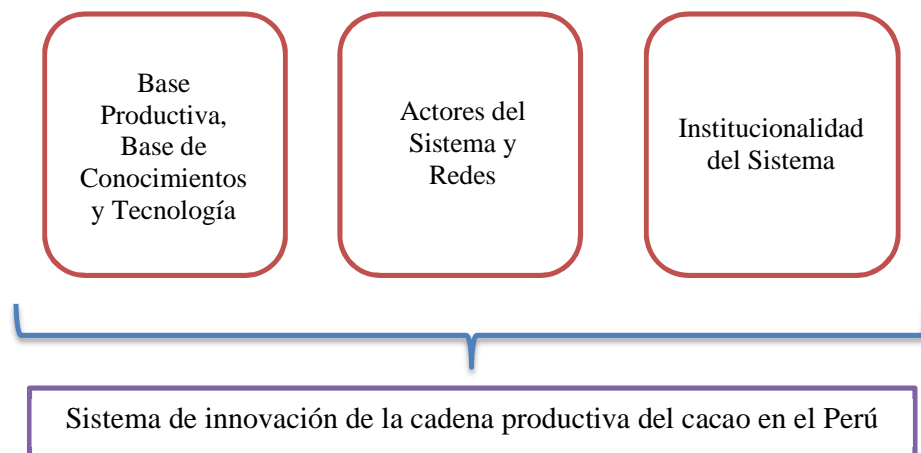 Base
Productiva,
Base de
Conocimientos
y Tecnología
Actores del
Sistema y
Redes
Institucionalidad
del Sistema
Sistema de innovación de la cadena productiva del cacao en el Perú